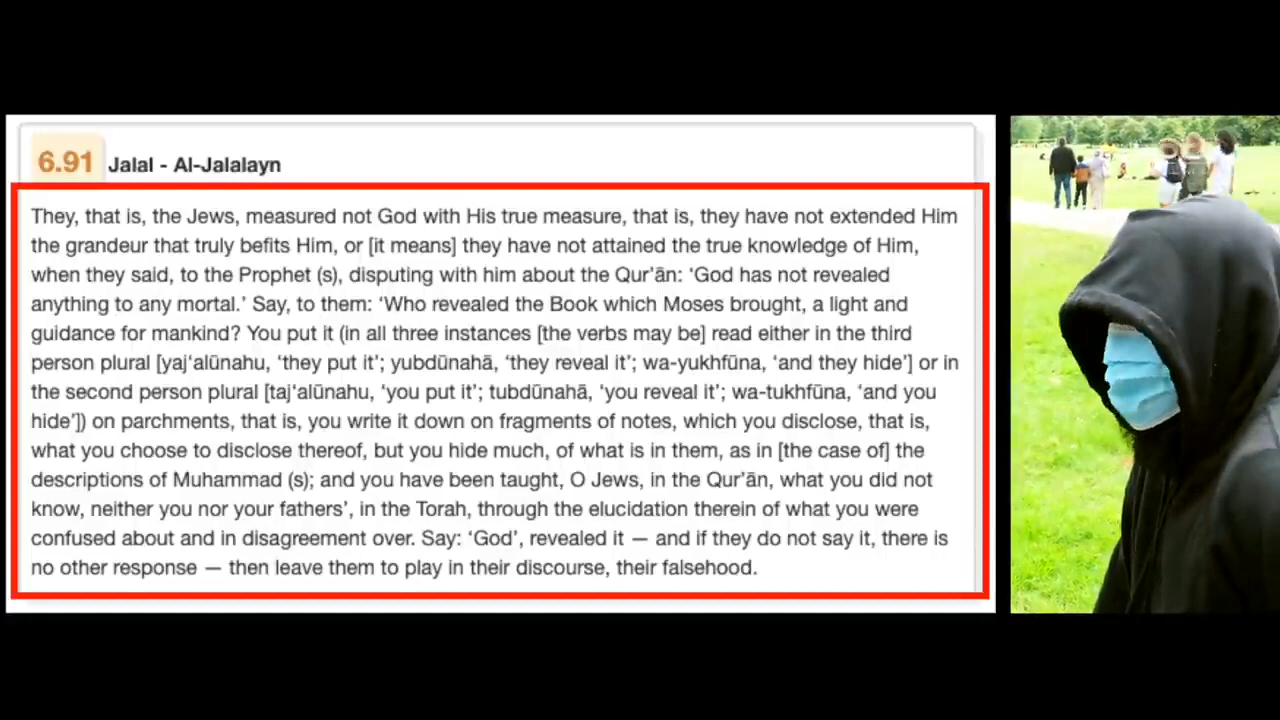 6.91 Jalal - Al-Jalalayn
They, that is, the Jews, measured not God with His true measure, that is, they have not extended Him
the grandeur that truly befits Him, or [it means] they have not attained the true knowledge of Him,
when they said, to the Prophet (s), disputing with him about the Qur’ān: ‘God has not revealed
anything to any mortal.’ Say, to them: ‘Who revealed the Book which Moses brought, a light and
guidance for mankind? You put it (in all three instances [the verbs may be] read either in the third
person plural [yaj‘alūnahu, ‘they put it’; yubdūnahā, ‘they reveal it’; wa-yukhfūna, ‘and they hide’] or in
the second person plural [taj‘alūnahu, ‘you put it’; tubdūnahā, ‘you reveal it’; wa-tukhfūna, ‘and you
hide’]) on parchments, that is, you write it down on fragments of notes, which you disclose, that is,
what you choose to disclose thereof, but you hide much, of what is in them, as in [the case of] the
descriptions of Muhammad (s); and you have been taught, O Jews, in the Qur’ān, what you did not
know, neither you nor your fathers’, in the Torah, through the elucidation therein of what you were
confused about and in disagreement over. Say: ‘God’, revealed it — and if they do not say it, there is
no other response — then leave them to play in their discourse, their falsehood.